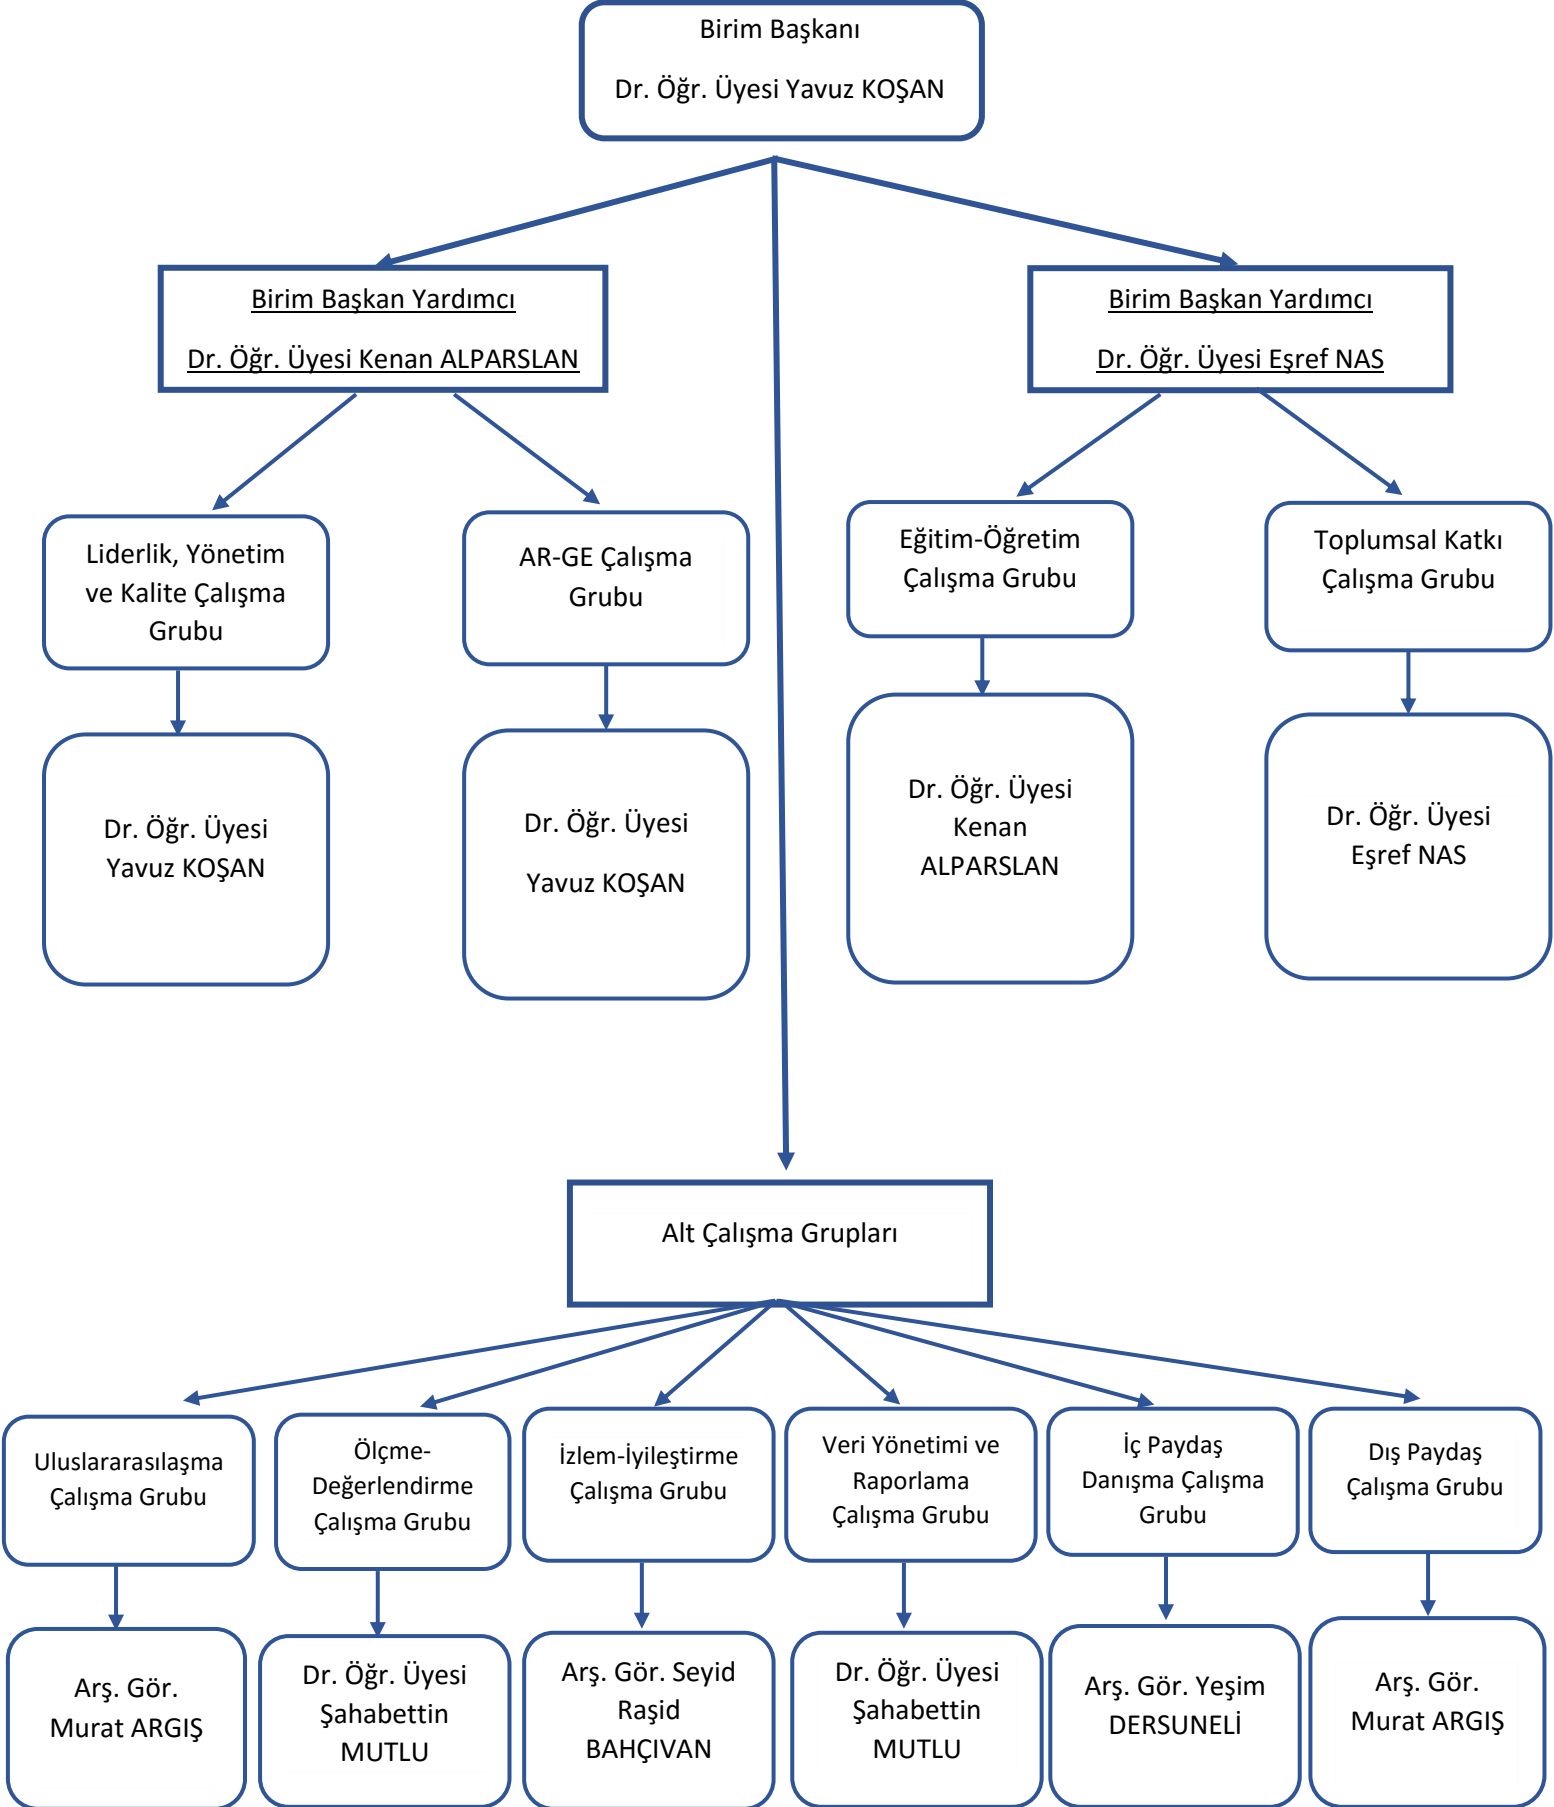 Birim Başkanı
Dr. Öğr. Üyesi Yavuz KOŞAN
Birim Başkan Yardımcı
Dr. Öğr. Üyesi Kenan ALPARSLAN
Birim Başkan Yardımcı
Dr. Öğr. Üyesi Eşref NAS
Liderlik, Yönetim
ve Kalite Çalışma
Grubu
AR-GE Çalışma
Grubu
Eğitim-Öğretim
Çalışma Grubu
Toplumsal Katkı
Çalışma Grubu
Dr. Öğr. Üyesi
Yavuz KOŞAN
Dr. Öğr. Üyesi
Yavuz KOŞAN
Dr. Öğr. Üyesi
Kenan
ALPARSLAN
Dr. Öğr. Üyesi
Eşref NAS
Alt Çalışma Grupları
Uluslararasılaşma
Çalışma Grubu
Ölçme-
Değerlendirme
Çalışma Grubu
İzlem-İyileştirme
Çalışma Grubu
Veri Yönetimi ve
Raporlama
Çalışma Grubu
İç Paydaş
Danışma Çalışma
Grubu
Dış Paydaş
Çalışma Grubu
Arş. Gör.
Murat ARGIŞ
Dr. Öğr. Üyesi
Şahabettin
MUTLU
Arş. Gör. Seyid
Raşid
BAHÇIVAN
Dr. Öğr. Üyesi
Şahabettin
MUTLU
Arş. Gör. Yeşim
DERSUNELİ
Arş. Gör.
Murat ARGIŞ